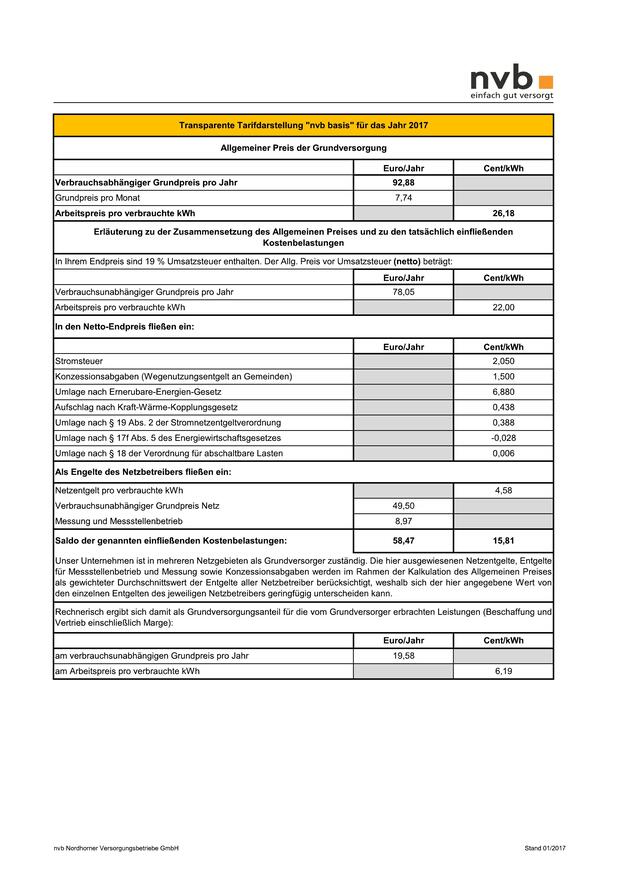 nvb
einfach gut versorgt
Transparente Tarifdarstellung "nvb basis" für das Jahr 2017
Allgemeiner Preis der Grundversorgung
Euro/Jahr Cent/kWh
Verbrauchsabhängiger Grundpreis pro Jahr 92,88
Grundpreis pro Monat 7,74
Arbeitspreis pro verbrauchte kWh 26,18
Erläuterung zu der Zusammensetzung des Allgemeinen Preises und zu den tatsächlich einfließenden
Kostenbelastungen
In Ihrem Endpreis sind 19 % Umsatzsteuer enthalten. Der Allg. Preis vor Umsatzsteuer (netto) beträgt:
Euro/Jahr Cent/kWh
Verbrauchsunabhängiger Grundpreis pro Jahr 78,05
Arbeitspreis pro verbrauchte kWh 22,00
In den Netto-Endpreis fließen ein:
Euro/Jahr Cent/kWh
Stromsteuer 2,050
Konzessionsabgaben (Wegenutzungsentgelt an Gemeinden) 1,500
Umlage nach Ernerubare-Energien-Gesetz 6,880
Aufschlag nach Kraft-Wärme-Kopplungsgesetz 0,438
Umlage nach § 19 Abs. 2 der Stromnetzentgeltverordnung 0,388
Umlage nach § 17f Abs. 5 des Energiewirtschaftsgesetzes -0,028
Umlage nach § 18 der Verordnung für abschaltbare Lasten 0,006
Als Engelte des Netzbetreibers fließen ein:
Netzentgelt pro verbrauchte kWh 4,58
Verbrauchsunabhängiger Grundpreis Netz 49,50
Messung und Messstellenbetrieb 8,97
Saldo der genannten einfließenden Kostenbelastungen: 58,47 15,81
Unser Unternehmen ist in mehreren Netzgebieten als Grundversorger zuständig. Die hier ausgewiesenen Netzentgelte, Entgelte
für Messstellenbetrieb und Messung sowie Konzessionsabgaben werden im Rahmen der Kalkulation des Allgemeinen Preises
als gewichteter Durchschnittswert der Entgelte aller Netzbetreiber berücksichtigt, weshalb sich der hier angegebene Wert von
den einzelnen Entgelten des jeweiligen Netzbetreibers geringfügig unterscheiden kann.
Rechnerisch ergibt sich damit als Grundversorgungsanteil für die vom Grundversorger erbrachten Leistungen (Beschaffung und
Vertrieb einschließlich Marge):
Euro/Jahr Cent/kWh
am verbrauchsunabhängigen Grundpreis pro Jahr 19,58
am Arbeitspreis pro verbrauchte kWh 6,19
nvb Nordhorner Versorgungsbetriebe GmbH Stand 01/2017